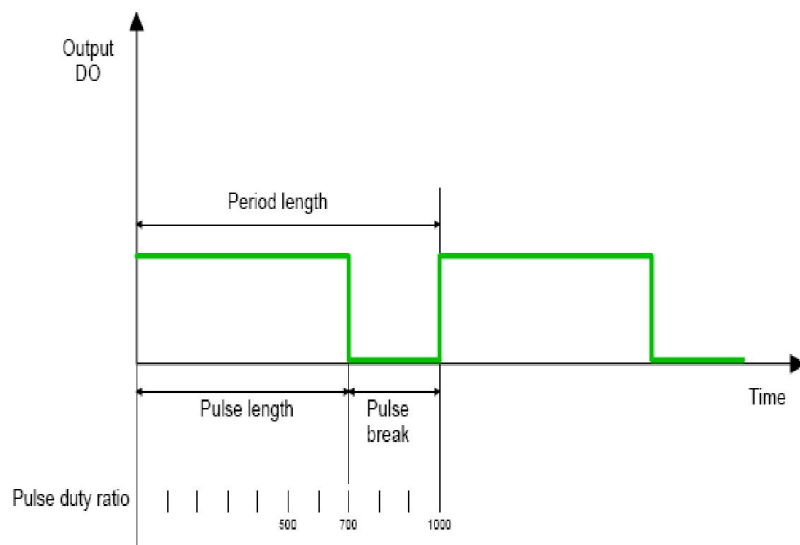 Output
DO
Period length
Pulse length
Pulse
break
Time
Pulse duty ratio
500
700
1000